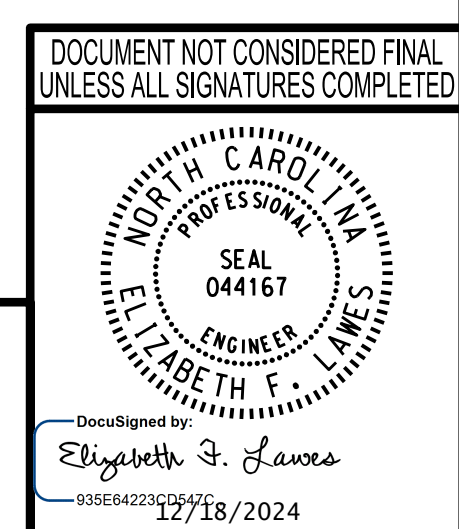 DOCUMENT NOT CONSIDERED FINAL
UNLESS ALL SIGNATURES COMPLETED
NORTH CAROLINA
PROFESSIONAL
SEAL
044167
ENGINEER
ELIZABETH F. LAWES
DocuSigned by:
Elizabeth F. Lawes
935E64223CD547C...
12/18/2024